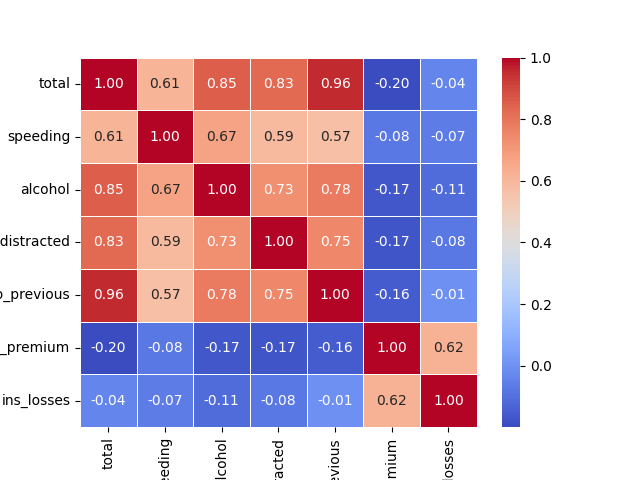 total 1.00 0.61 0.85 0.83 0.96 -0.20 -0.04
speeding 0.61 1.00 0.67 0.59 0.57 -0.08 -0.07
alcohol 0.85 0.67 1.00 0.73 0.78 -0.17 -0.11
distracted 0.83 0.59 0.73 1.00 0.75 -0.17 -0.08
_previous 0.96 0.57 0.78 0.75 1.00 -0.16 -0.01
_premium -0.20 -0.08 -0.17 -0.17 -0.16 1.00 0.62
ins_losses -0.04 -0.07 -0.11 -0.08 -0.01 0.62 1.00
total eeding lcohol racted evious mium losses
1.0
0.8
0.6
0.4
0.2
0.0